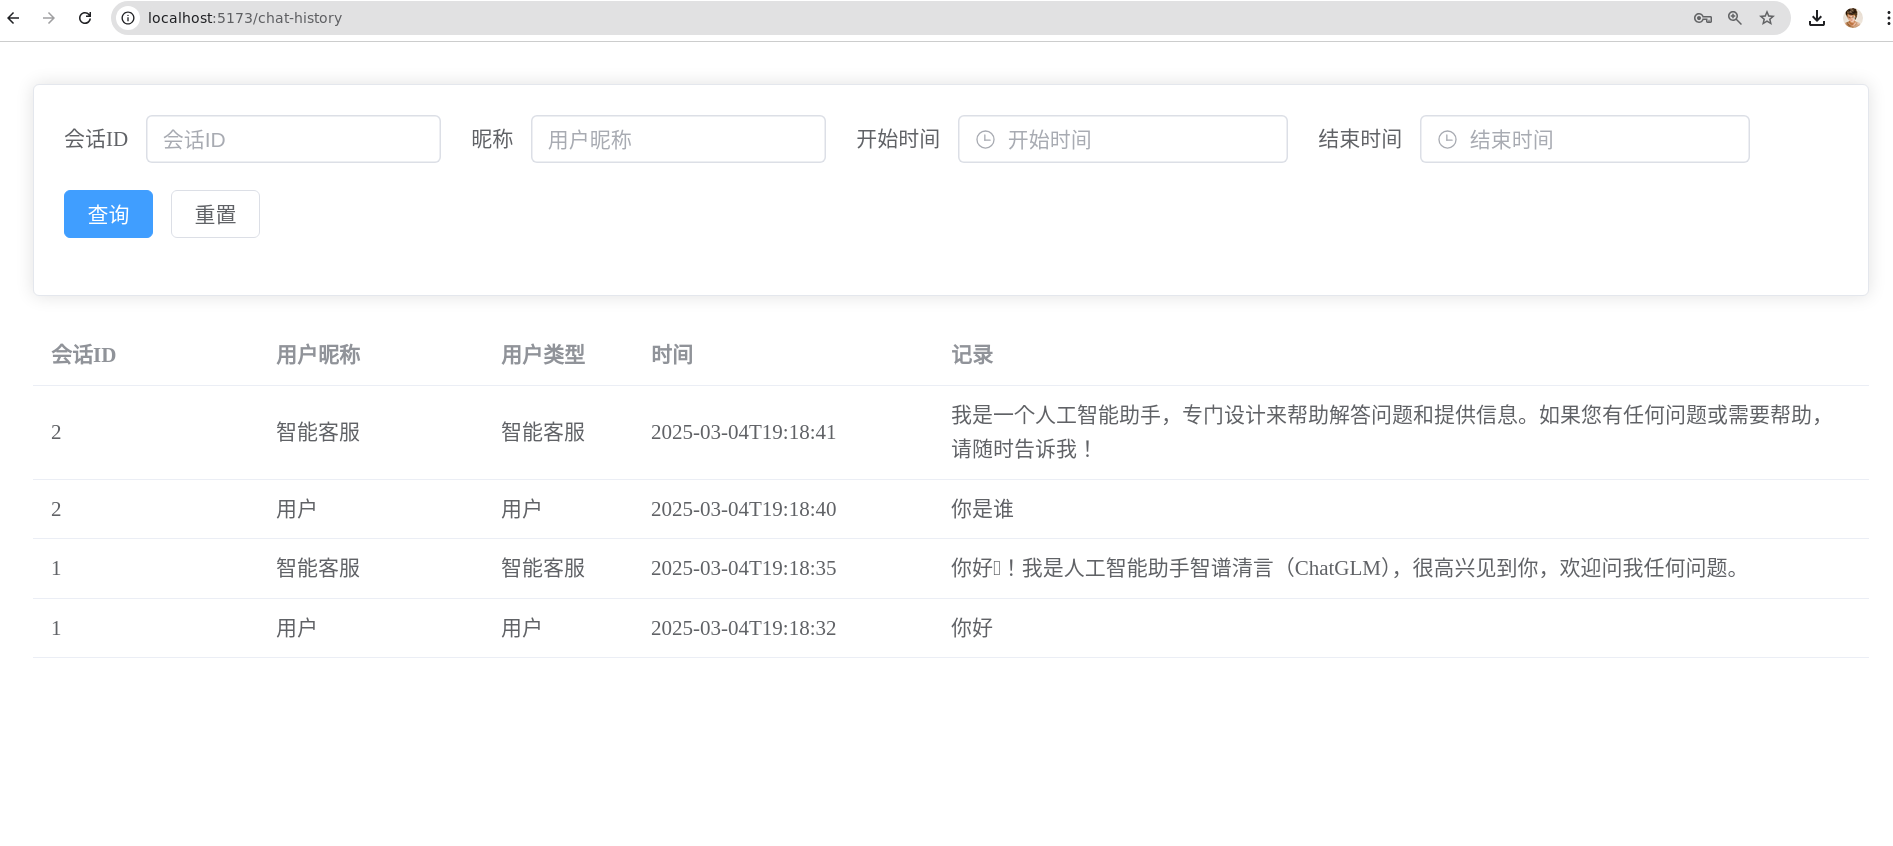 localhost:5173/chat-history
会话ID 会话ID 昵称 用户昵称 开始时间 开始时间 结束时间 结束时间
查询 重置
会话ID 用户昵称 用户类型 时间 记录
2 智能客服 智能客服 2025-03-04T19:18:41 我是一个人工智能助手，专门设计来帮助解答问题和提供信息。如果您有任何问题或需要帮助，
请随时告诉我！
2 用户 用户 2025-03-04T19:18:40 你是谁
1 智能客服 智能客服 2025-03-04T19:18:35 你好！我是人工智能助手智谱清言（ChatGLM），很高兴见到你，欢迎问我任何问题。
1 用户 用户 2025-03-04T19:18:32 你好